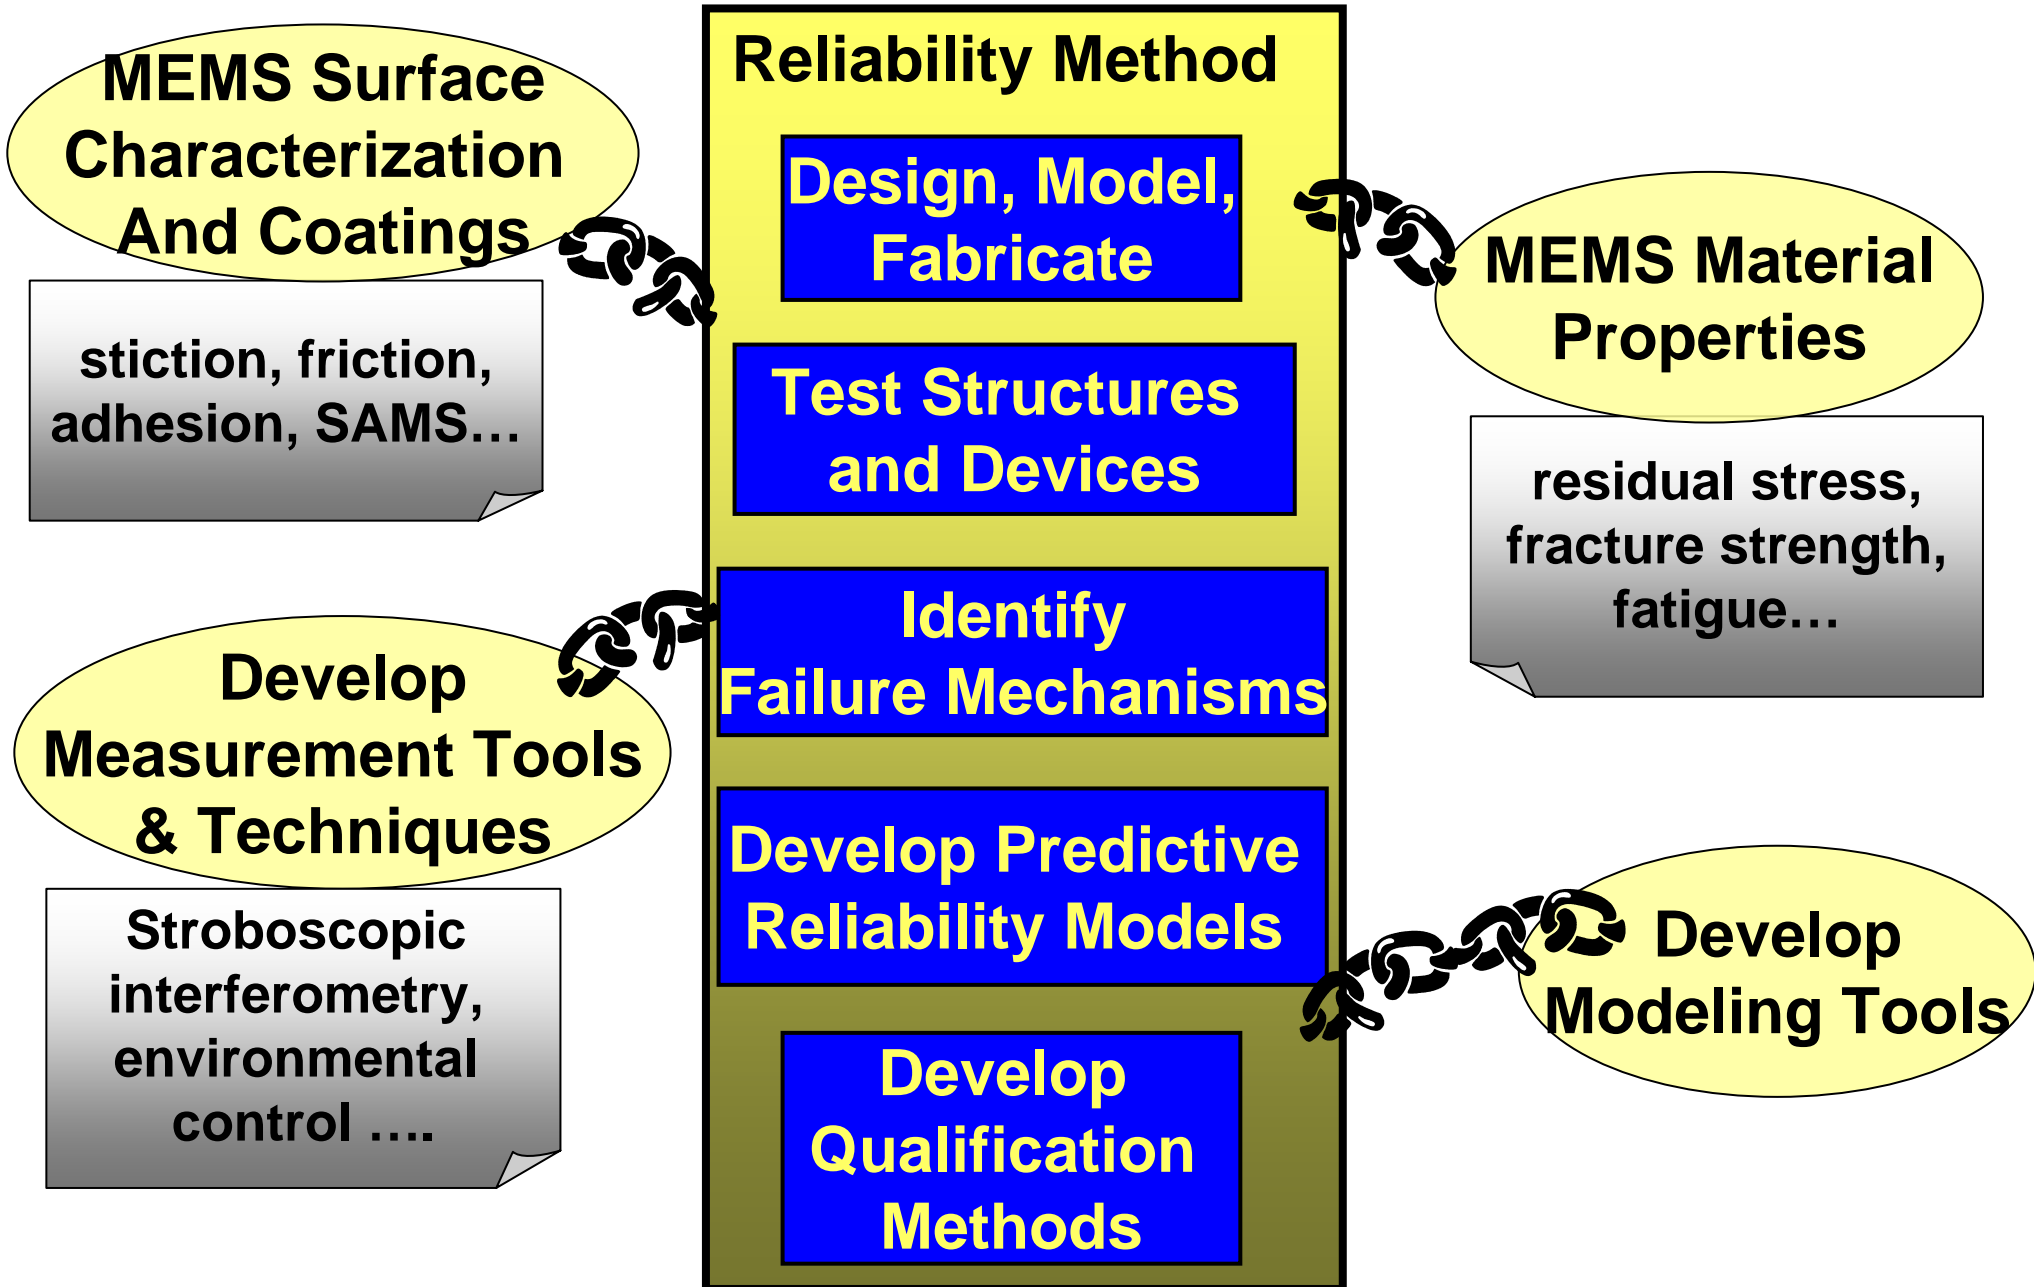 MEMS Surface
Characterization
And Coatings
stiction, friction,
adhesion, SAMS…
Develop
Measurement Tools
& Techniques
Stroboscopic
interferometry,
environmental
control ….
Reliability Method
Design, Model,
Fabricate
Test Structures
and Devices
Identify
Failure Mechanisms
Develop Predictive
Reliability Models
Develop
Qualification
Methods
MEMS Material
Properties
residual stress,
fracture strength,
fatigue…
Develop
Modeling Tools